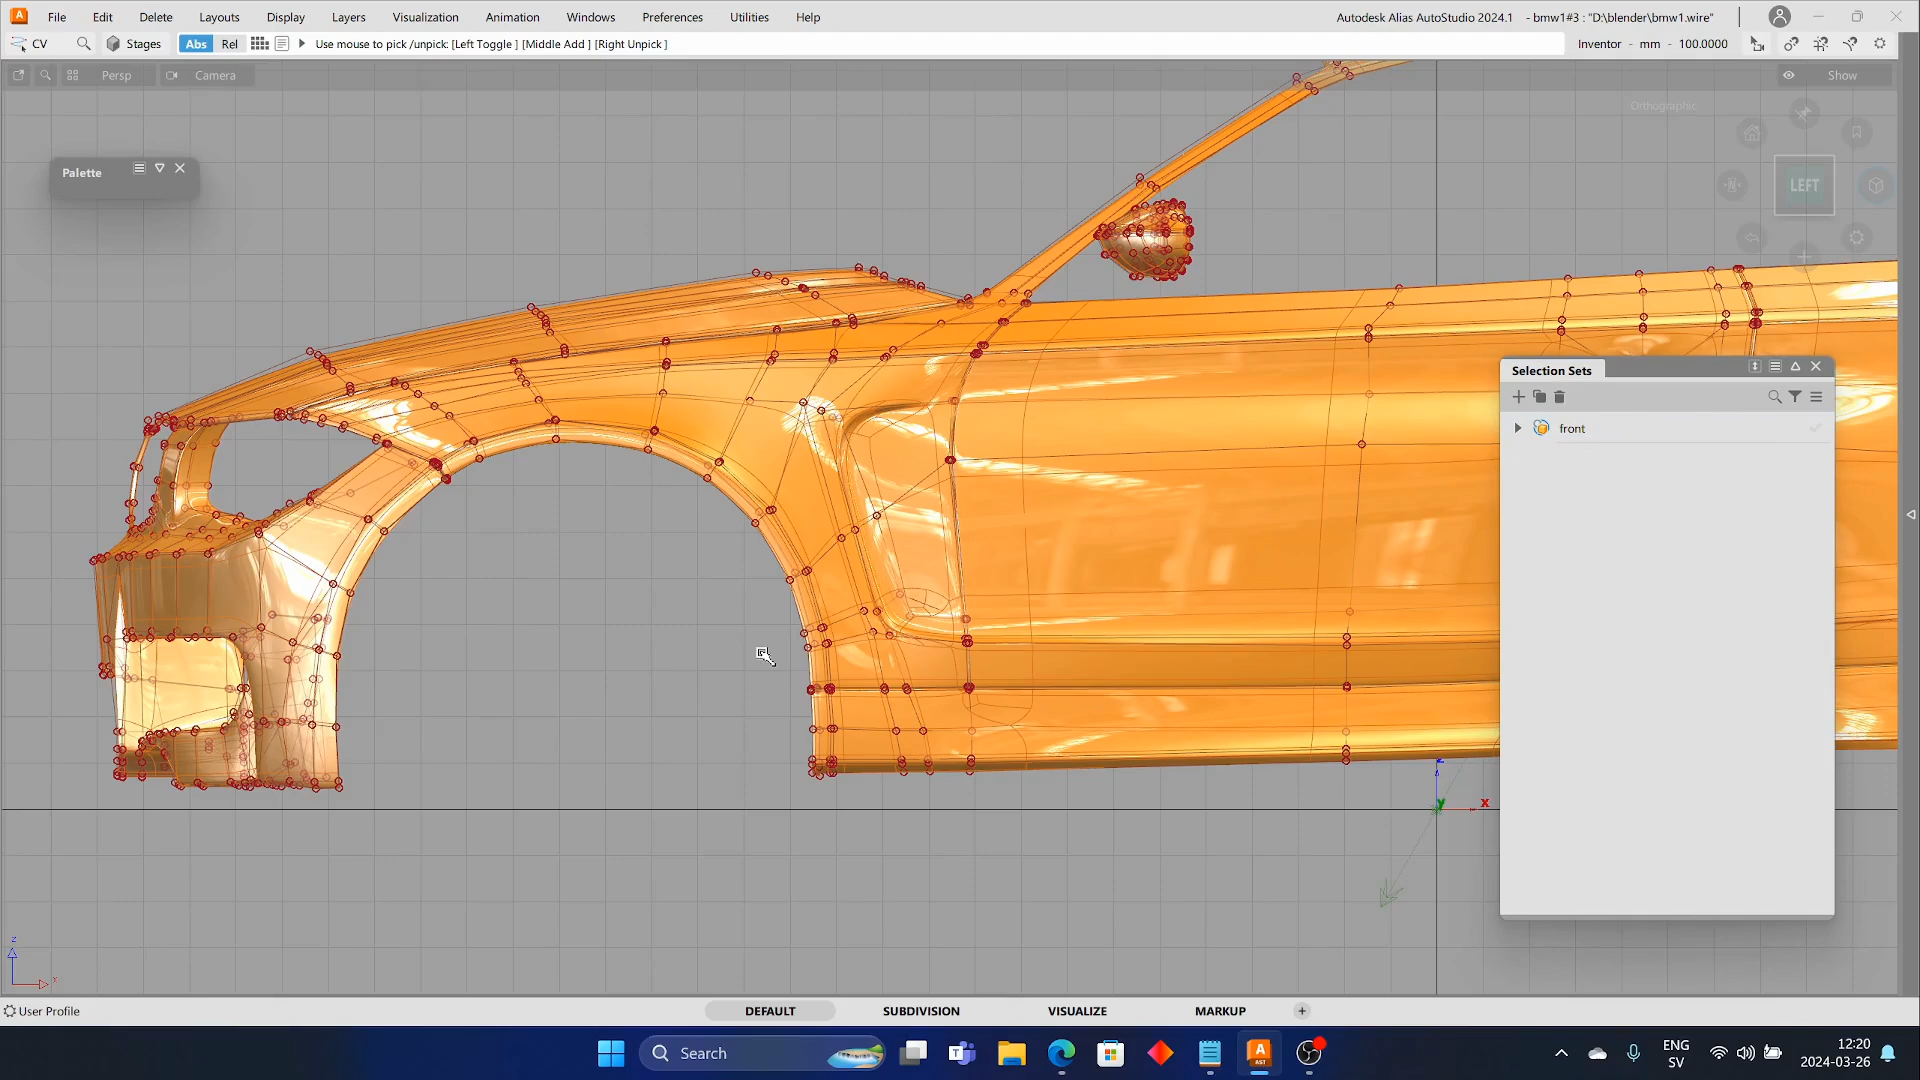 File Edit Delete Layouts Display Layers Visualization Animation Windows Preferences Utilities Help Autodesk Alias AutoStudio 2024.1 - bmw1#3 : "D:\blender\bmw1.wire")
CV Stages Abs Rel Use mouse to pick /unpick: [Left Toggle ] [Middle Add ] [Right Unpick ] Inventor - mm - 100.0000
Persp Camera Show
Orthographic
Palette
N LEFT
Selection Sets
front
z
y x
z
x
User Profile DEFAULT SUBDIVISION VISUALIZE MARKUP
Search
T
A
AST
ENG
SV
12:20
2024-03-26